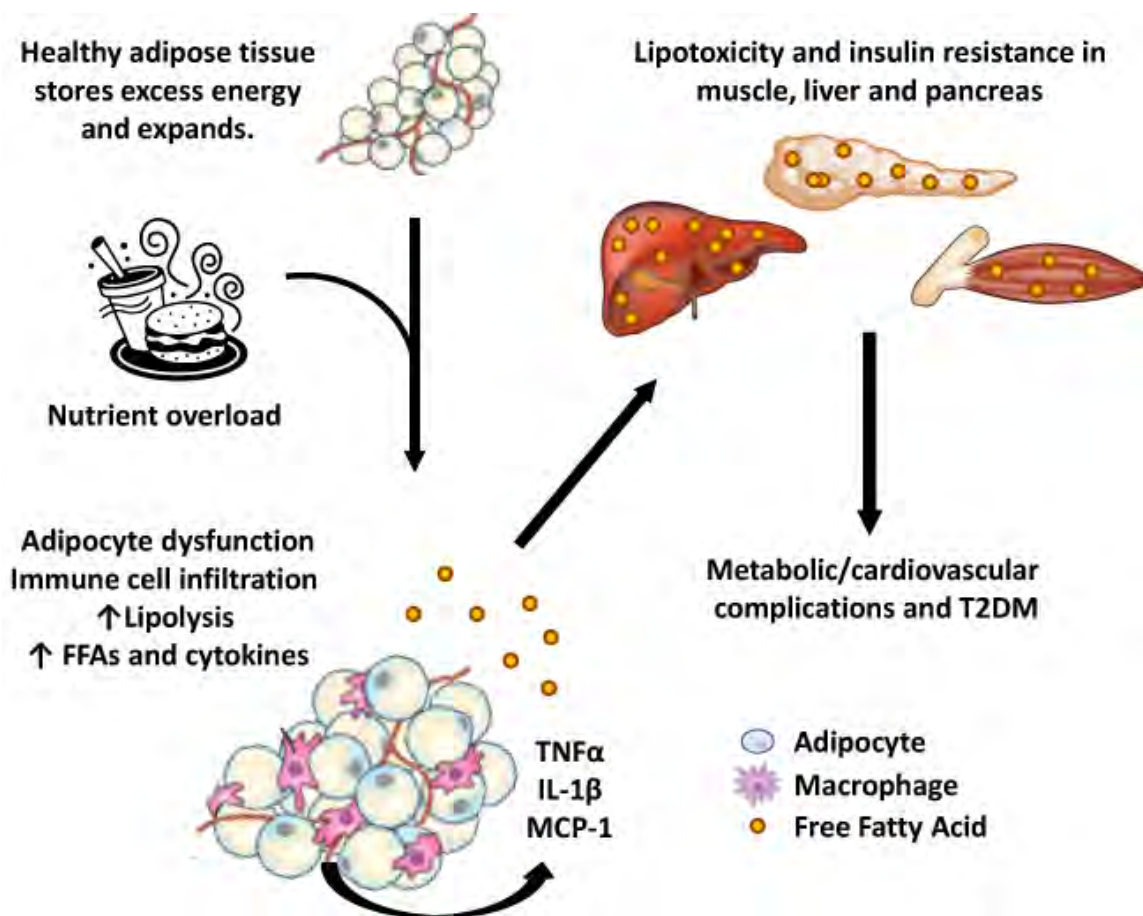 Healthy adipose tissue
stores excess energy
and expands.
Nutrient overload
Adipocyte dysfunction
Immune cell infiltration
↑Lipolysis
↑ FFAs and cytokines
TNFα
IL-1β
MCP-1
Lipotoxicity and insulin resistance in
muscle, liver and pancreas
Metabolic/cardiovascular
complications and T2DM
Adipocyte
Macrophage
Free Fatty Acid